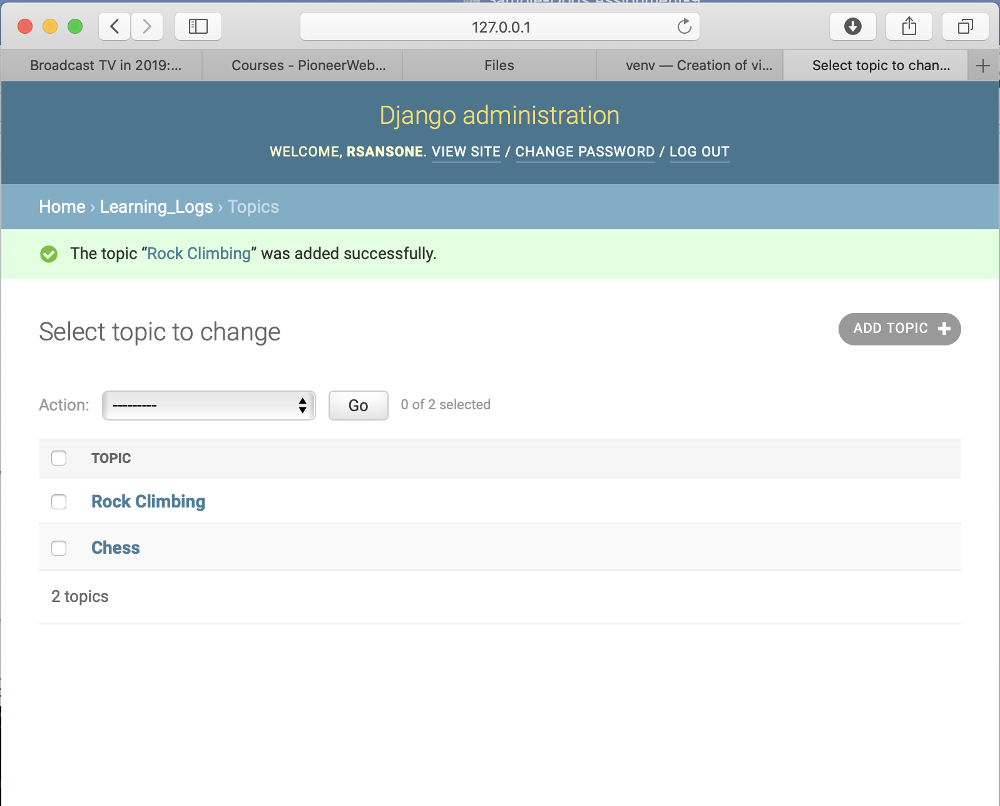 127.0.0.1
Broadcast TV in 2019:...
Courses - PioneerWeb...
Files
venv — Creation of vi...
Select topic to chan...
Django administration
WELCOME, RSANSONE. VIEW SITE / CHANGE PASSWORD / LOG OUT
Home › Learning_Logs › Topics
The topic “Rock Climbing” was added successfully.
Select topic to change
ADD TOPIC
Action: --------- Go 0 of 2 selected
TOPIC
Rock Climbing
Chess
2 topics